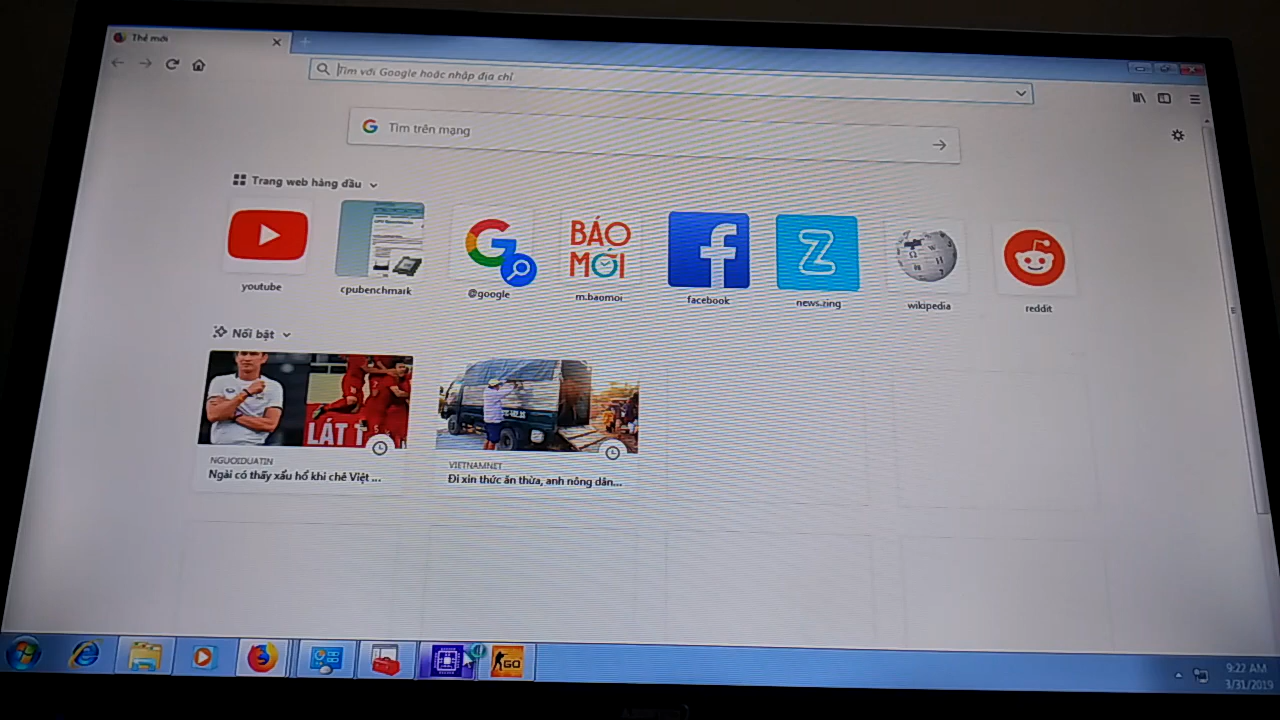 Thẻ mới
Tìm với Google hoặc nhập địa chỉ
Tìm trên mạng
Trang web hàng đầu
BÁO
MỚI
youtube
cpubenchmark
@google
m.baomoi
facebook
news.zing
wikipedia
reddit
Nổi bật
LÁT T
NGUOIDUATIN
Ngài có thấy xấu hổ khi chê Việt ...
VIETNAMNET
Đi xin thức ăn thừa, anh nông dân...
GO
9:22 AM
3/31/2019